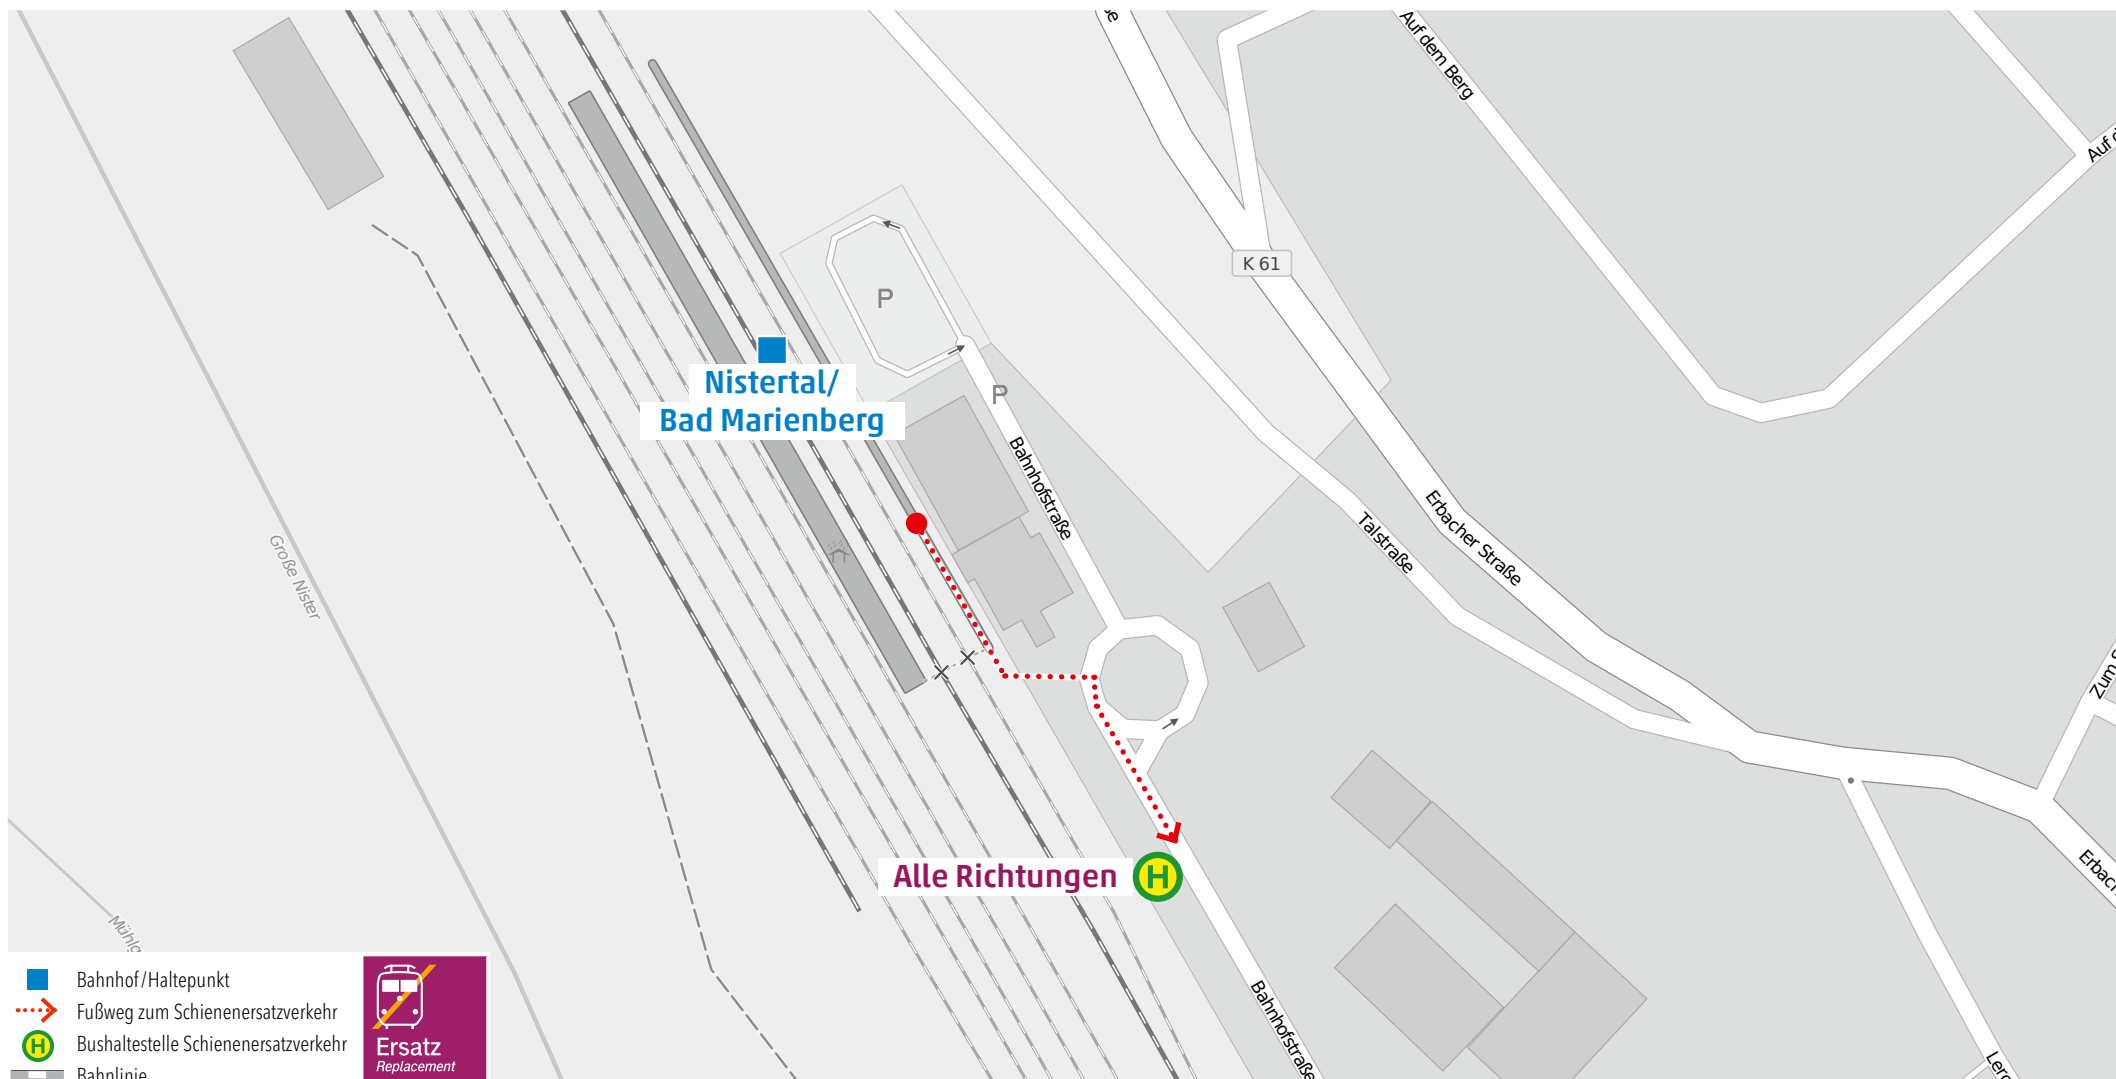 Auf dem Berg
K 61
P
Nistertal/
Bad Marienberg
P
Bahnhofstraße
Erbacher Straße
Talstraße
Große Nister
Alle Richtungen
H
Bahnhofstraße
Bahnhof/Haltepunkt
Fußweg zum Schienenersatzverkehr
H
Bushaltestelle Schienenersatzverkehr
Bahnlinie
Ersatz
Replacement